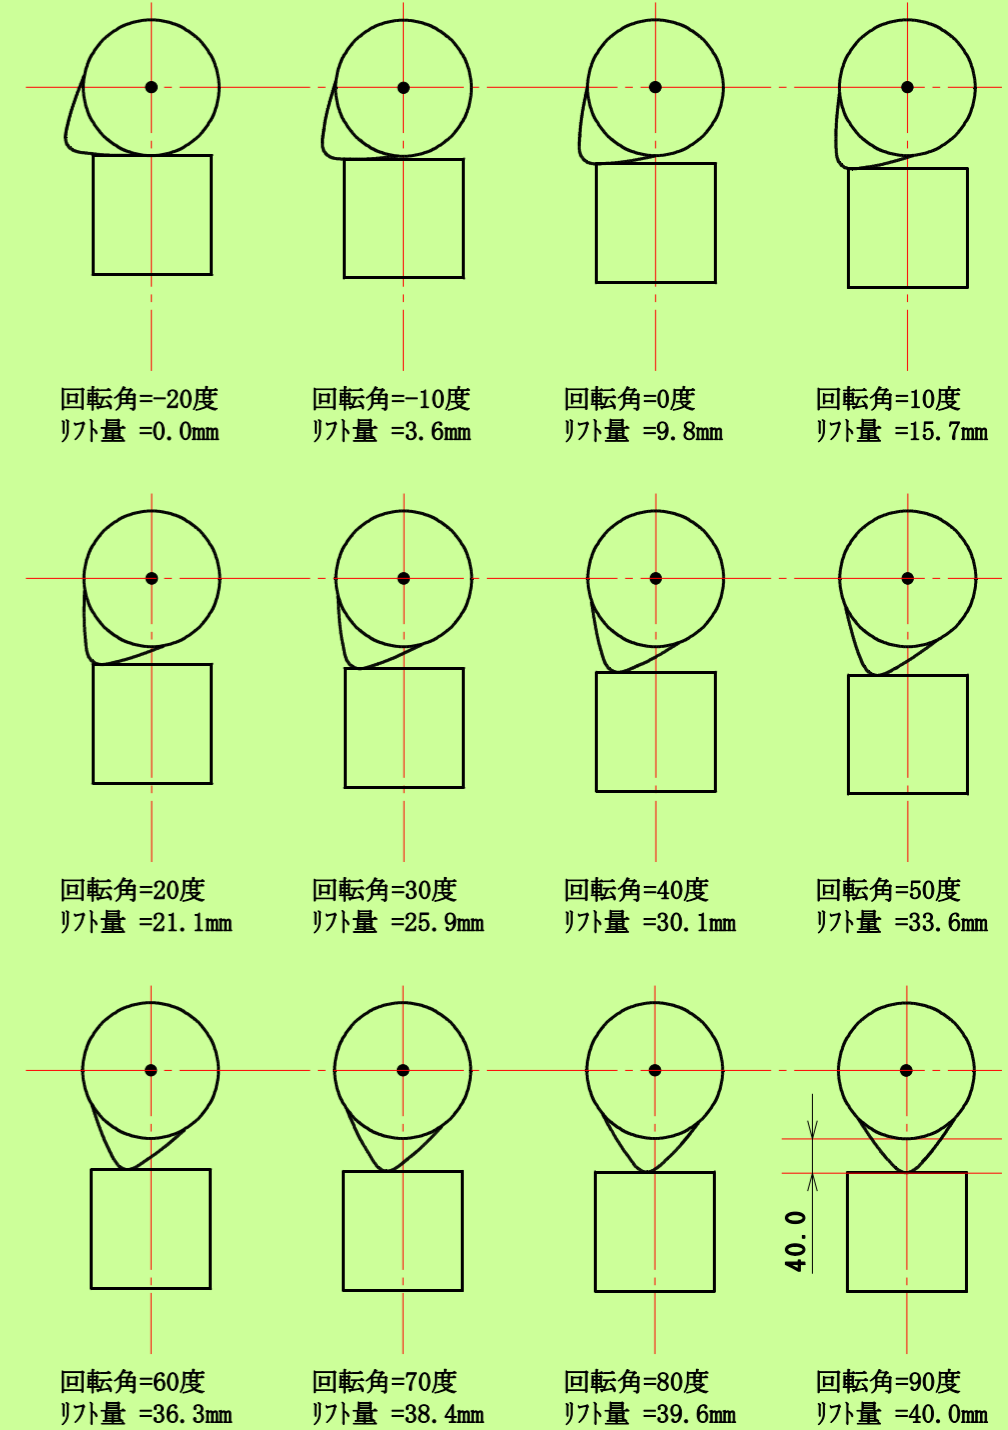 回転角=-20度
ﾘﾌﾄ量 =0.0mm
回転角=-10度
ﾘﾌﾄ量 =3.6mm
回転角=0度
ﾘﾌﾄ量 =9.8mm
回転角=10度
ﾘﾌﾄ量 =15.7mm
回転角=20度
ﾘﾌﾄ量 =21.1mm
回転角=30度
ﾘﾌﾄ量 =25.9mm
回転角=40度
ﾘﾌﾄ量 =30.1mm
回転角=50度
ﾘﾌﾄ量 =33.6mm
40.0
回転角=60度
ﾘﾌﾄ量 =36.3mm
回転角=70度
ﾘﾌﾄ量 =38.4mm
回転角=80度
ﾘﾌﾄ量 =39.6mm
回転角=90度
ﾘﾌﾄ量 =40.0mm